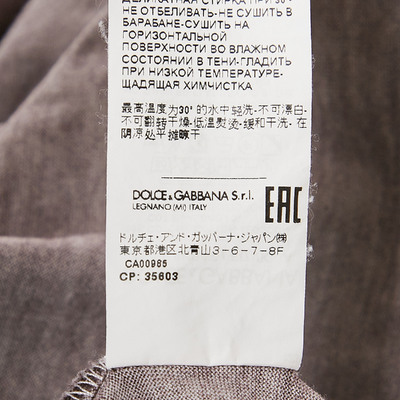 ДЕЛИКАТНАЯ СТИРКА ПРИ 30°-
НЕ ОТБЕЛИВАТЬ-НЕ СУШИТЬ В
БАРАБАНЕ-СУШИТЬ НА
ГОРИЗОНТАЛЬНОЙ
ПОВЕРХНОСТИ ВО ВЛАЖНОМ
СОСТОЯНИИ В ТЕНИ-ГЛАДИТЬ
ПРИ НИЗКОЙ ТЕМПЕРАТУРЕ-
ЩАДЯЩАЯ ХИМЧИСТКА
最高温度为30°的水中轻洗-不可漂白-
不可翻转干燥-低温熨烫-缓和干洗-在
阴凉处平摊晾干
DOLCE & GABBANA S.r.l.
LEGNANO (MI) ITALY
EAC
ドルチェ・アンド・ガッバーナ・ジャパン㈱
東京都港区北青山3-6-7-8F
CA00985
CP: 35603